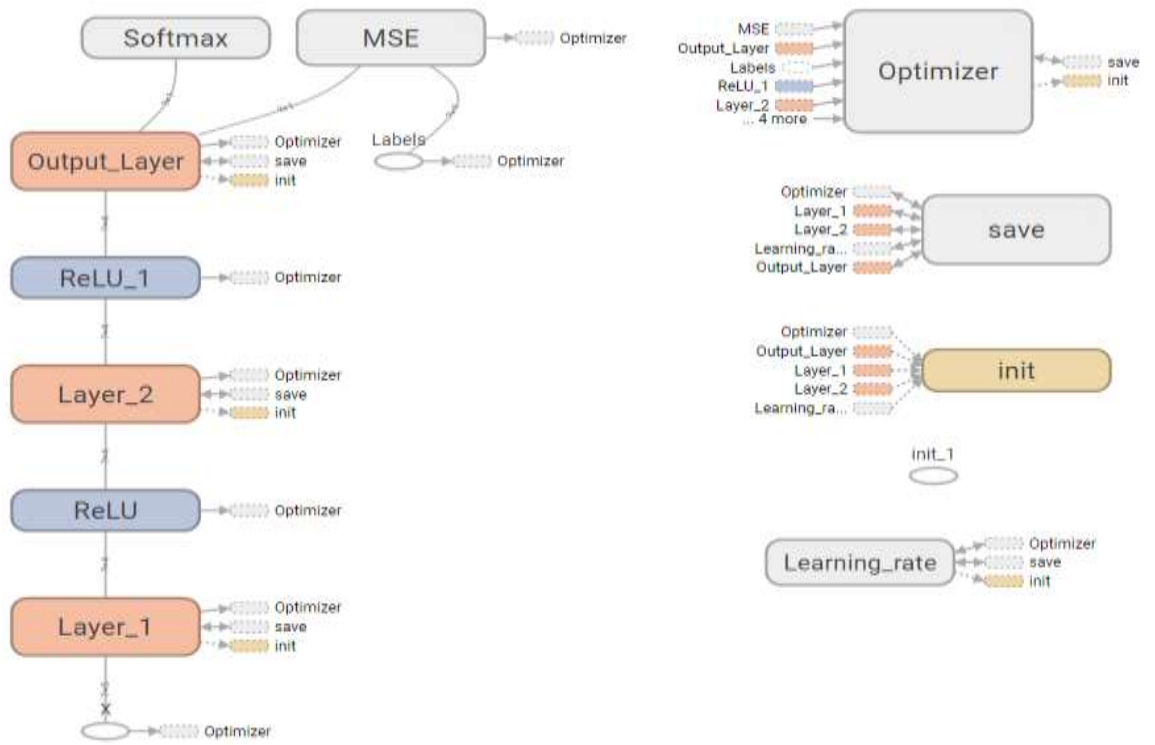 Softmax
MSE
Optimizer
Labels
Optimizer
Output_Layer
Optimizer
save
init
ReLU_1
Optimizer
Layer_2
Optimizer
save
init
ReLU
Optimizer
Layer_1
Optimizer
save
init
X
Optimizer
MSE
Output_Layer
Labels
ReLU_1
Layer_2
... 4 more
Optimizer
save
init
Optimizer
Layer_1
Layer_2
Learning_ra...
Output_Layer
save
Optimizer
Output_Layer
Layer_1
Layer_2
Learning_ra...
init
init_1
Learning_rate
Optimizer
save
init